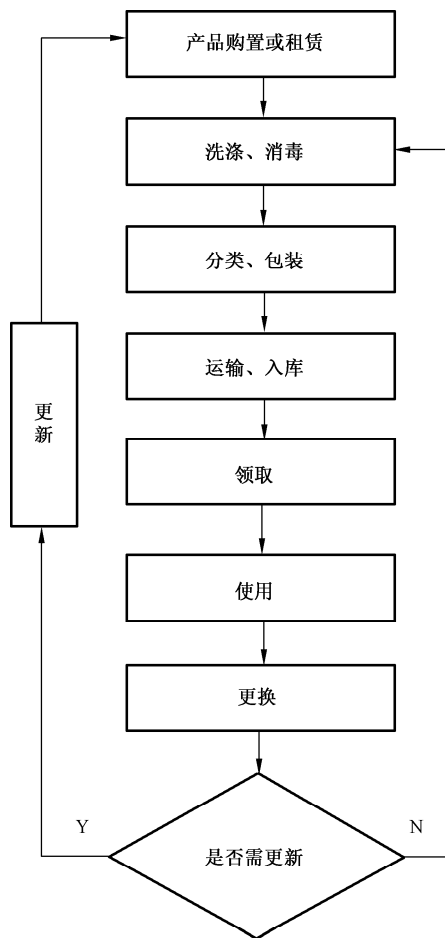 产品购置或租赁
洗涤、消毒
分类、包装
运输、入库
更新
领取
使用
更换
Y
是否需更新
N